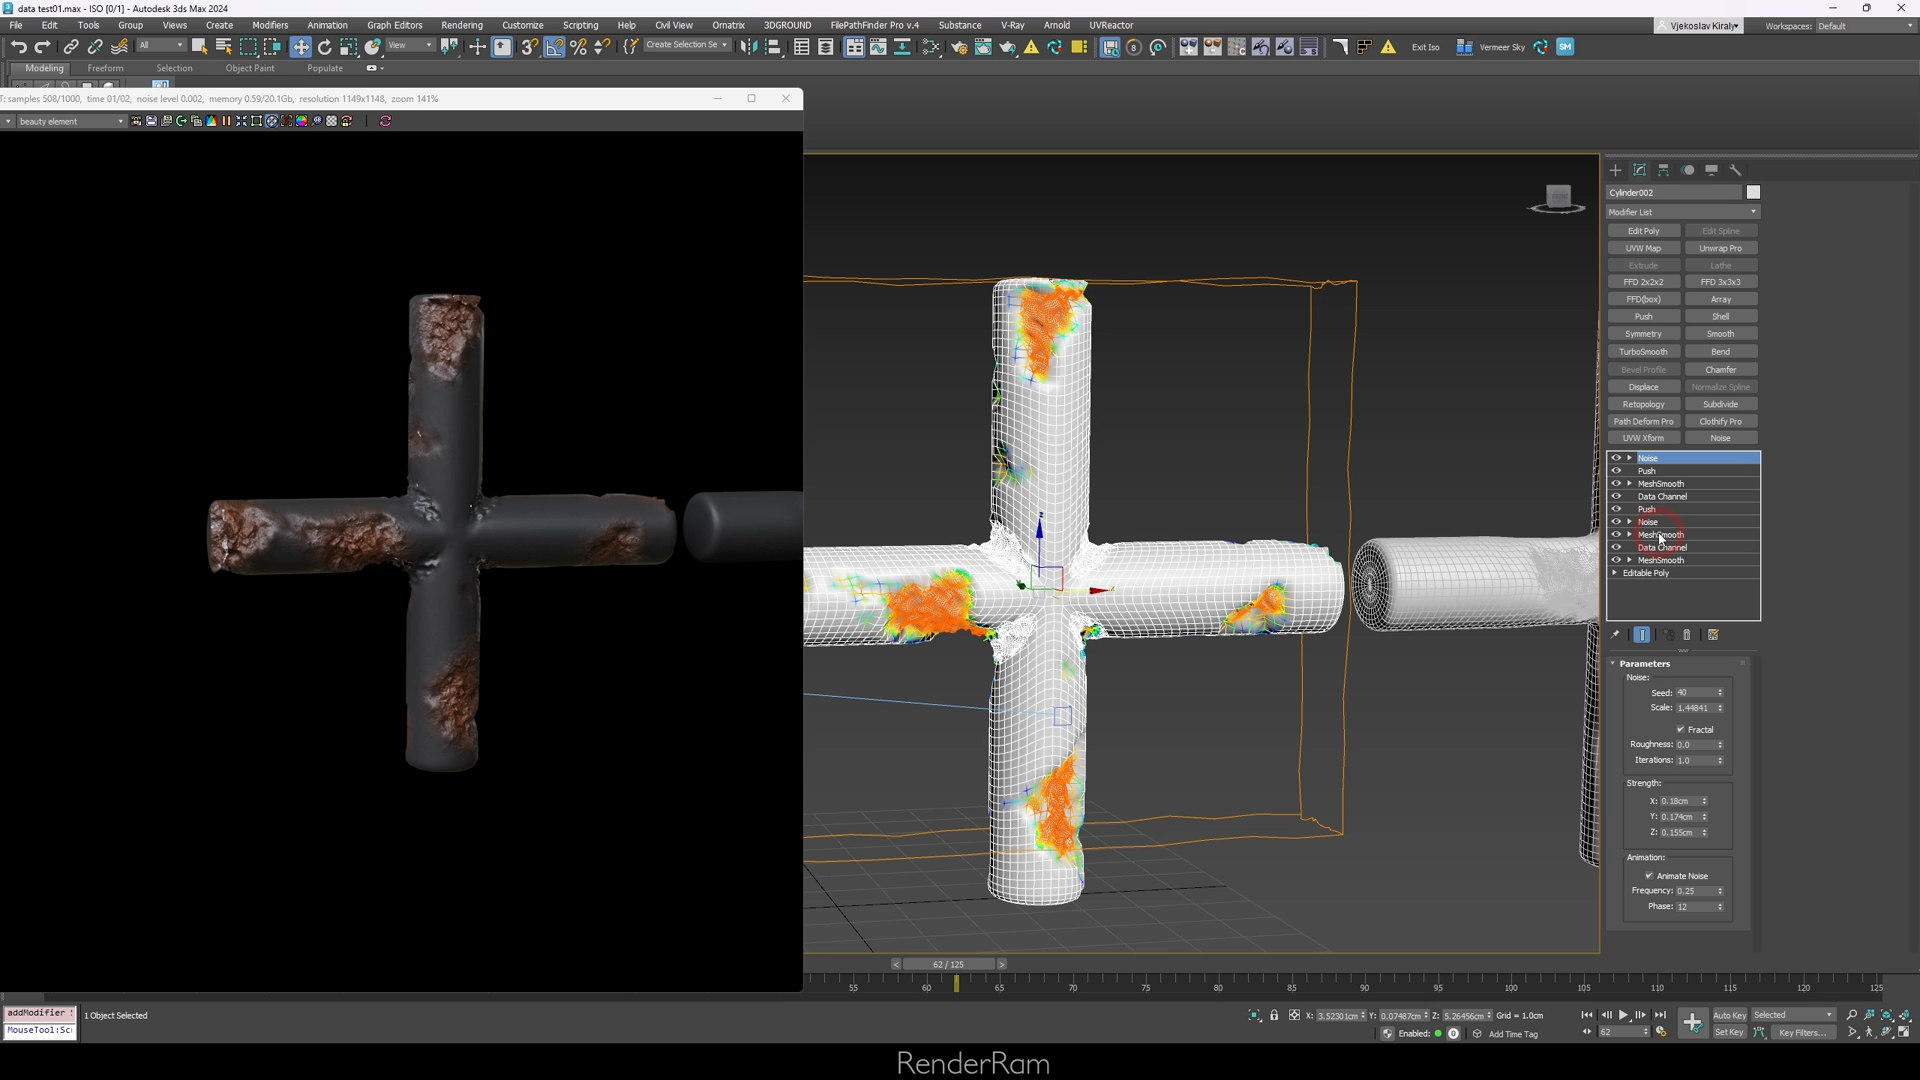 data test01.max - ISO [0/1] - Autodesk 3ds Max 2024
File Edit Tools Group Views Create Modifiers Animation Graph Editors Rendering Customize Scripting Help Civil View Ornatrix 3DGROUND FilePathFinder Pro v.4 Substance V-Ray Arnold UVReactor
Vjekoslav Kiraly
Workspaces: Default
All
View
Create Selection Se
Exit Iso
Vermeer Sky
SM
Modeling Freeform Selection Object Paint Populate
T: samples 508/1000, time 01/02, noise level 0.002, memory 0.59/20.1Gb, resolution 1149x1148, zoom 141%
beauty element
Cylinder002
Modifier List
Edit Poly Edit Spline
UVW Map Unwrap Pro
Extrude Lathe
FFD 2x2x2 FFD 3x3x3
FFD(box) Array
Push Shell
Symmetry Smooth
TurboSmooth Bend
Bevel Profile Chamfer
Displace Normalize Spline
Retopology Subdivide
Path Deform Pro Clothify Pro
UVW Xform Noise
Noise
Push
MeshSmooth
Data Channel
Push
Noise
MeshSmooth
Data Channel
MeshSmooth
Editable Poly
Parameters
Noise:
Seed: 40
Scale: 1.44841
Fractal
Roughness: 0.0
Iterations: 1.0
Strength:
X: 0.18cm
Y: 0.174cm
Z: 0.155cm
Animation:
Animate Noise
Frequency: 0.25
Phase: 12
< 62 / 125 >
55 60 65 70 75 80 85 90 95 100 105 110 115 120 125
addModifier
MouseTool:Sc
1 Object Selected
X: 3.52301cm Y: 0.07487cm Z: 5.26456cm Grid = 1.0cm
Enabled: 0 Add Time Tag
62
Auto Key Selected
Set Key Key Filters...
RenderRam